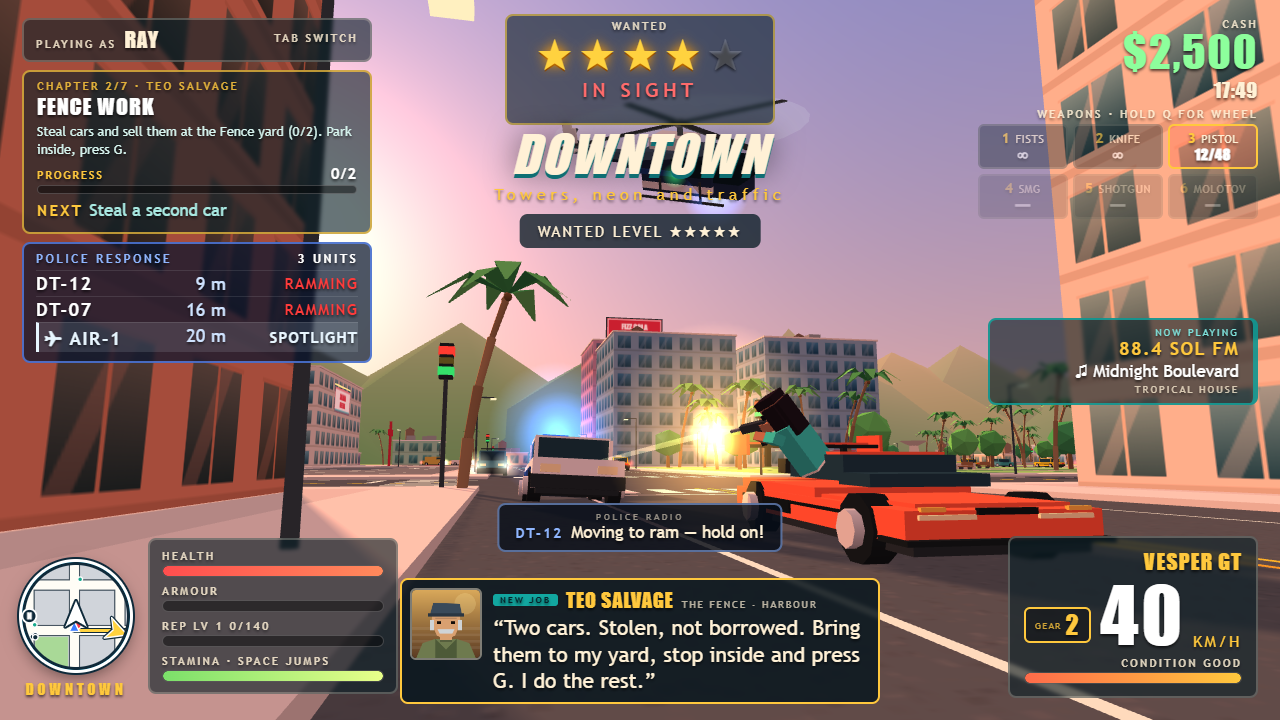 PLAYING AS RAY TAB SWITCH
CHAPTER 2/7 · TEO SALVAGE
FENCE WORK
Steal cars and sell them at the Fence yard (0/2). Park
inside, press G.
PROGRESS 0/2
NEXT Steal a second car
POLICE RESPONSE 3 UNITS
DT-12 9 m RAMMING
DT-07 16 m RAMMING
AIR-1 20 m SPOTLIGHT
WANTED
IN SIGHT
DOWNTOWN
Towers, neon and traffic
WANTED LEVEL ★★★★★
CASH
$2,500
17:49
WEAPONS · HOLD Q FOR WHEEL
1 FISTS ∞
2 KNIFE ∞
3 PISTOL 12/48
4 SMG —
5 SHOTGUN —
6 MOLOTOV —
NOW PLAYING
88.4 SOL FM
♫ Midnight Boulevard
TROPICAL HOUSE
POLICE RADIO
DT-12 Moving to ram — hold on!
NEW JOB TEO SALVAGE THE FENCE · HARBOUR
“Two cars. Stolen, not borrowed. Bring
them to my yard, stop inside and press
G. I do the rest.”
HEALTH
ARMOUR
REP LV 1 0/140
STAMINA · SPACE JUMPS
DOWNTOWN
VESPER GT
GEAR 2 40 KM/H
CONDITION GOOD